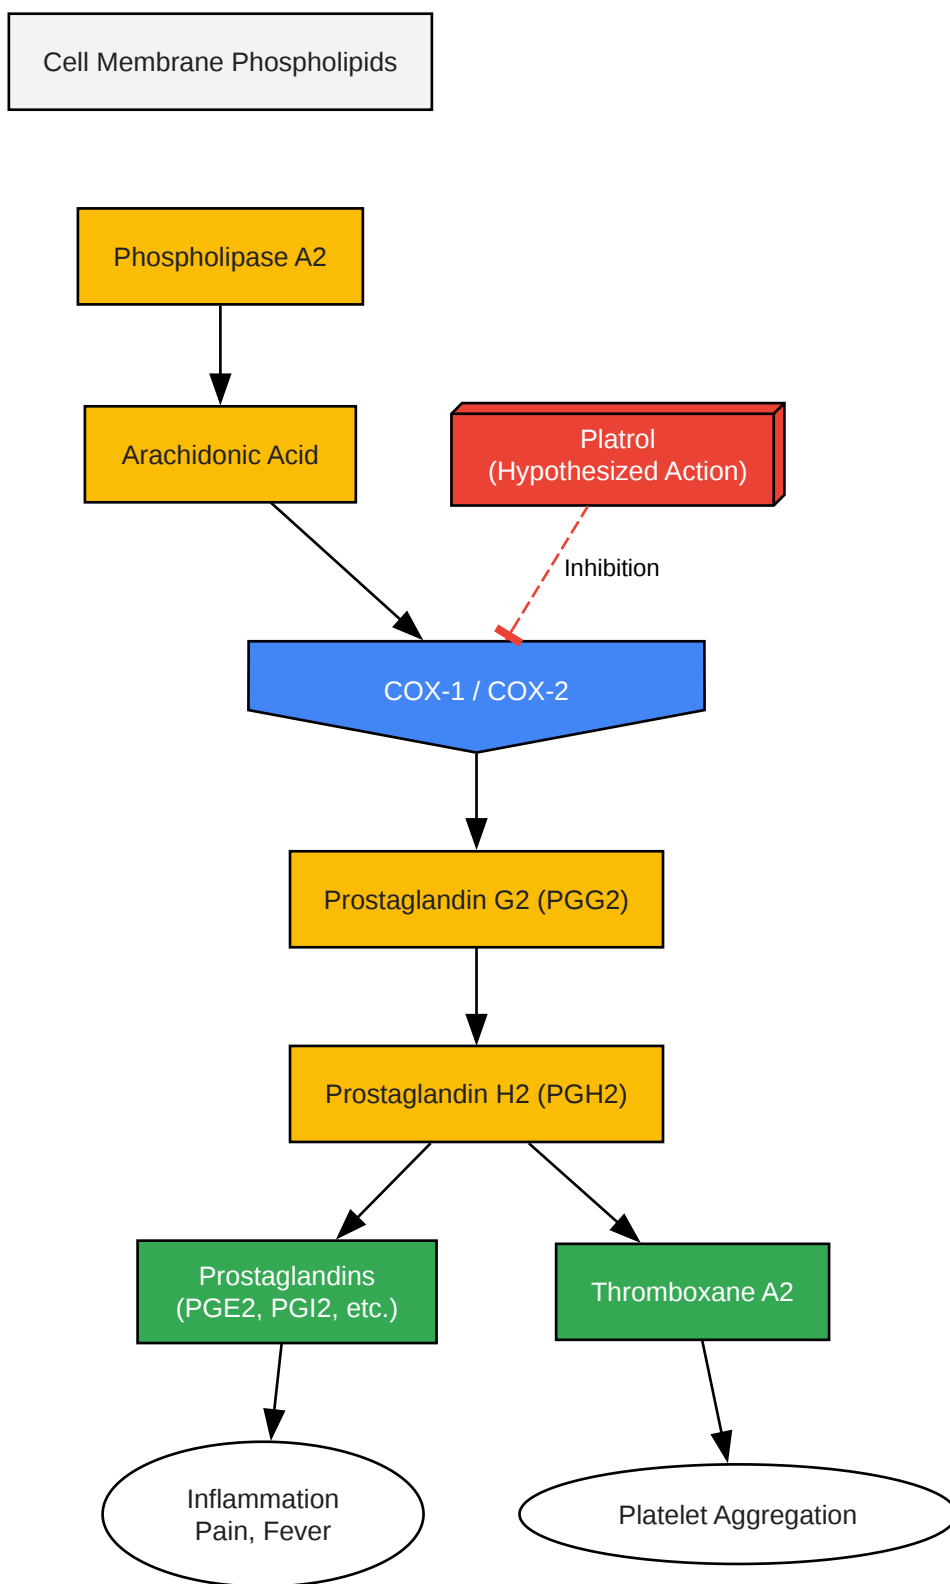 Cell Membrane Phospholipids
Phospholipase A2
Arachidonic Acid
Platrol
(Hypothesized Action)
Inhibition
COX-1 / COX-2
Prostaglandin G2 (PGG2)
Prostaglandin H2 (PGH2)
Prostaglandins
(PGE2, PGI2, etc.)
Thromboxane A2
Inflammation
Pain, Fever
Platelet Aggregation